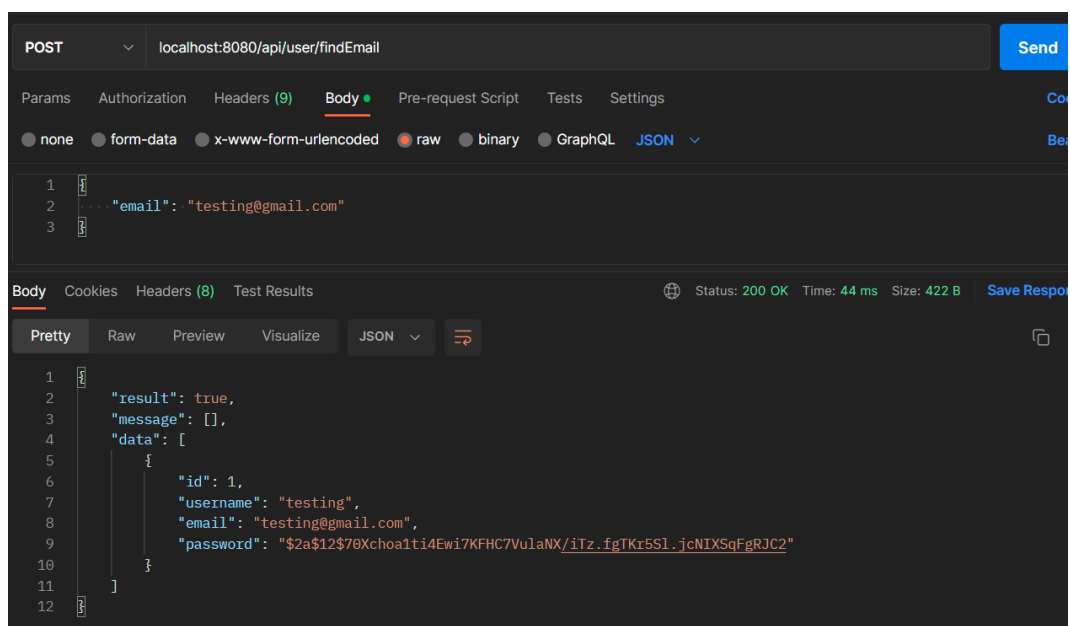 POST localhost:8080/api/user/findEmail Send
Params Authorization Headers (9) Body Pre-request Script Tests Settings
none form-data x-www-form-urlencoded raw binary GraphQL JSON
1 {
2 "email": "testing@gmail.com"
3 }
Body Cookies Headers (8) Test Results Status: 200 OK Time: 44 ms Size: 422 B Save Respon
Pretty Raw Preview Visualize JSON
1 {
2 "result": true,
3 "message": [],
4 "data": [
5 {
6 "id": 1,
7 "username": "testing",
8 "email": "testing@gmail.com",
9 "password": "$2a$12$70Xchoa1ti4Ewi7KFHC7VulaNX/iTz.fgTKr5Sl.jcNIXSqFgRJC2"
10 }
11 ]
12 }